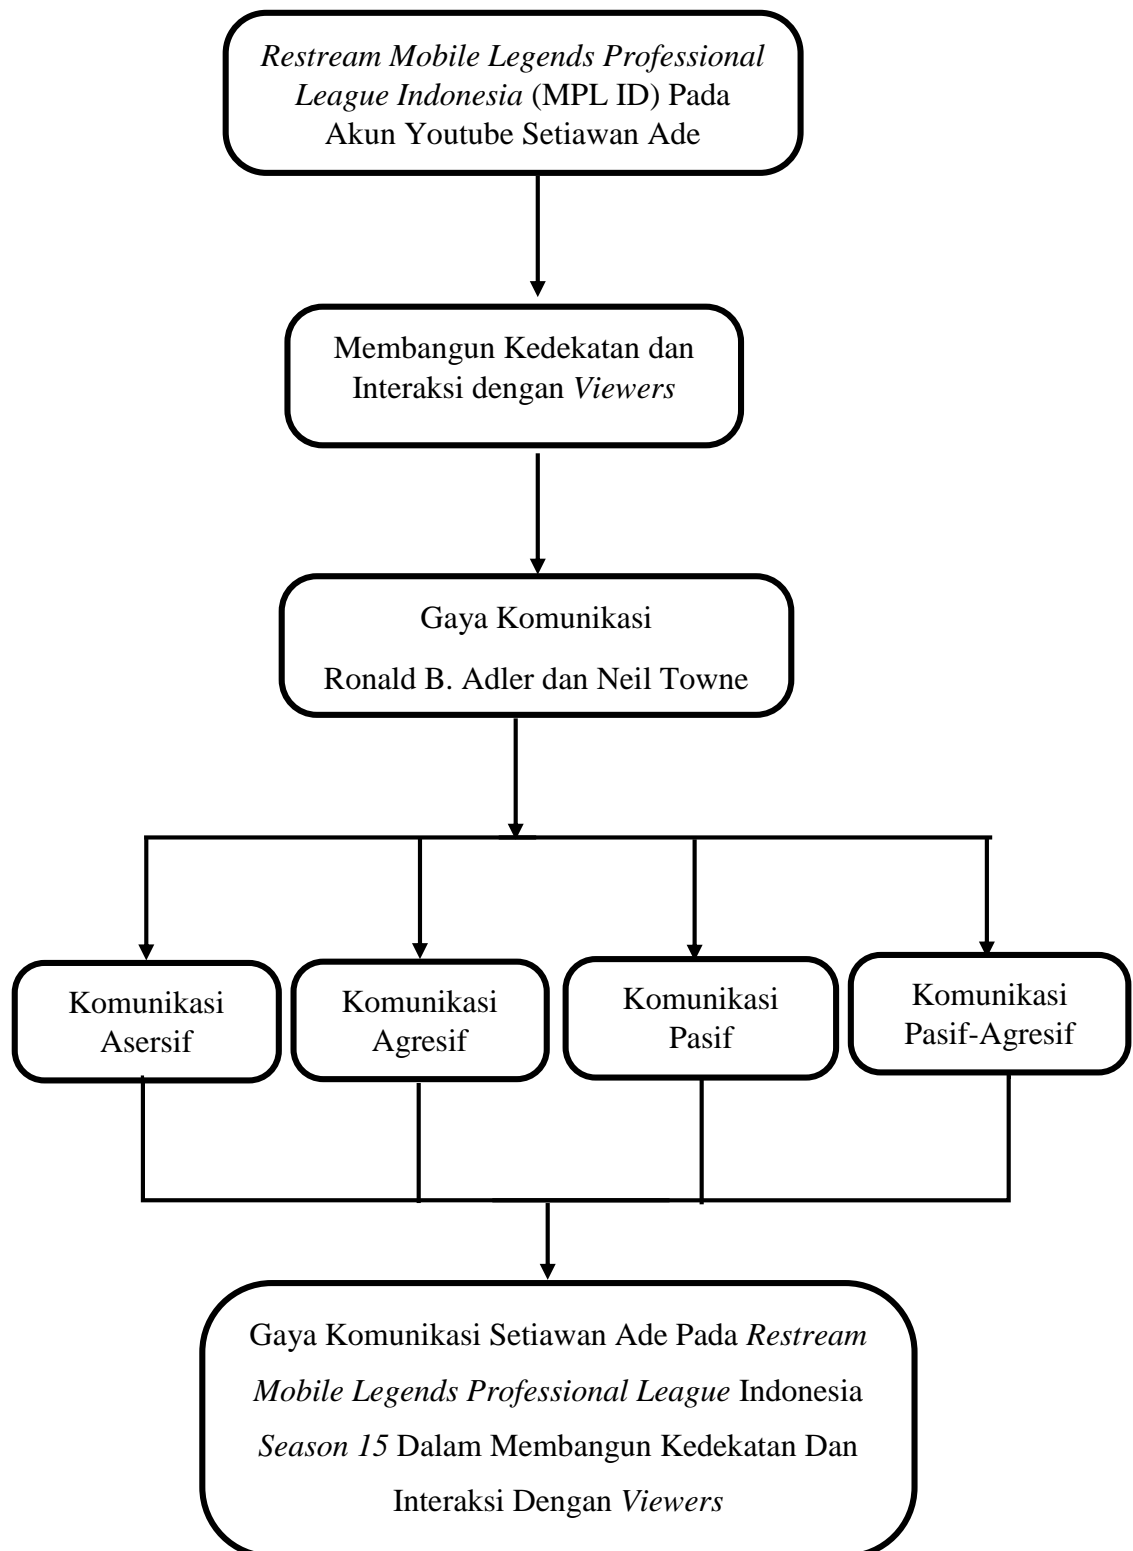 Restream Mobile Legends Professional
League Indonesia (MPL ID) Pada
Akun Youtube Setiawan Ade
Membangun Kedekatan dan
Interaksi dengan Viewers
Gaya Komunikasi
Ronald B. Adler dan Neil Towne
Komunikasi
Asersif
Komunikasi
Agresif
Komunikasi
Pasif
Komunikasi
Pasif-Agresif
Gaya Komunikasi Setiawan Ade Pada Restream
Mobile Legends Professional League Indonesia
Season 15 Dalam Membangun Kedekatan Dan
Interaksi Dengan Viewers